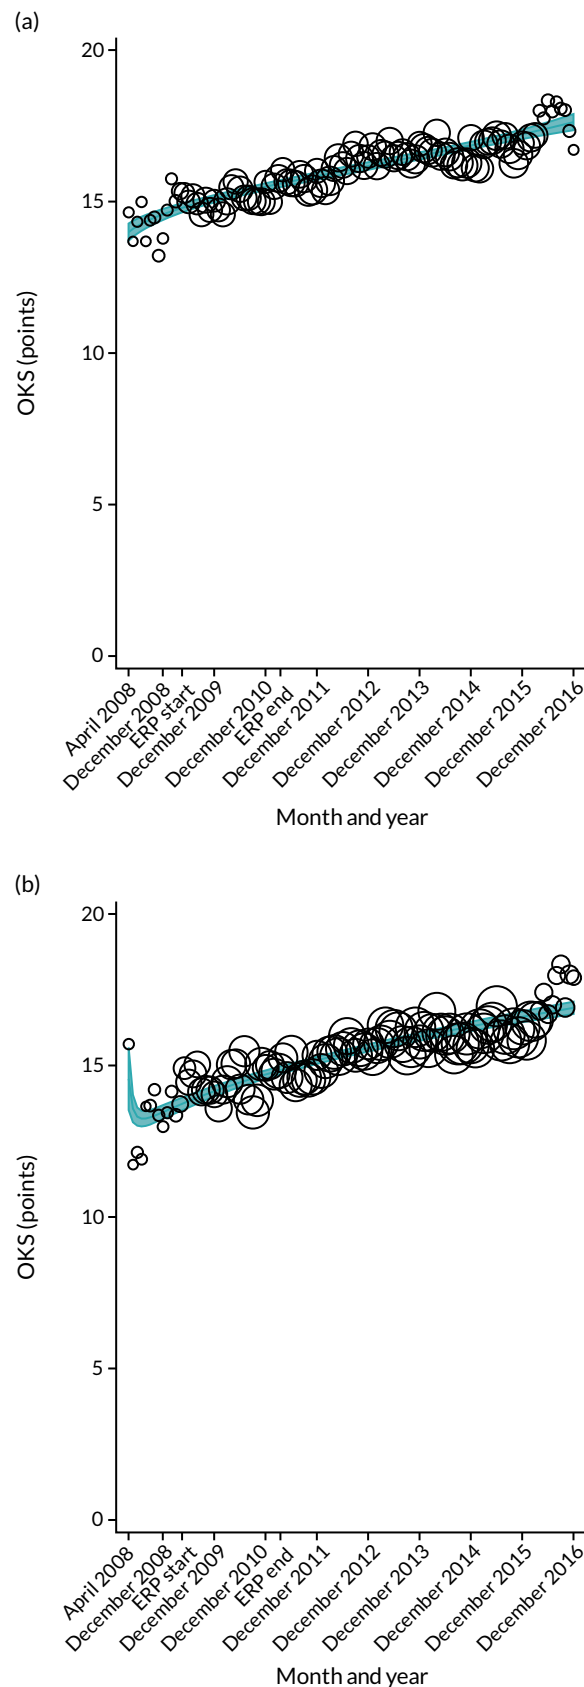 (a)
20
15
10
5
0
OKS (points)
April 2008
December 2008
ERP start
December 2009
December 2010
ERP end
December 2011
December 2012
December 2013
December 2014
December 2015
December 2016
Month and year
(b)
20
15
10
5
0
OKS (points)
April 2008
December 2008
ERP start
December 2009
December 2010
ERP end
December 2011
December 2012
December 2013
December 2014
December 2015
December 2016
Month and year